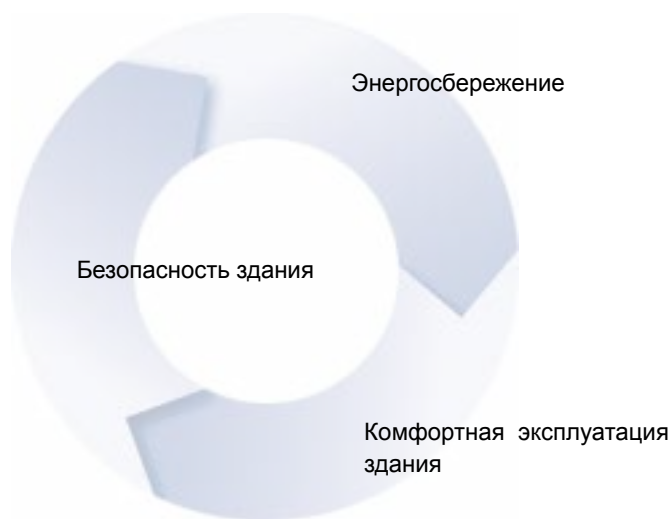 Энергосбережение
Безопасность здания
Комфортная эксплуатация
здания